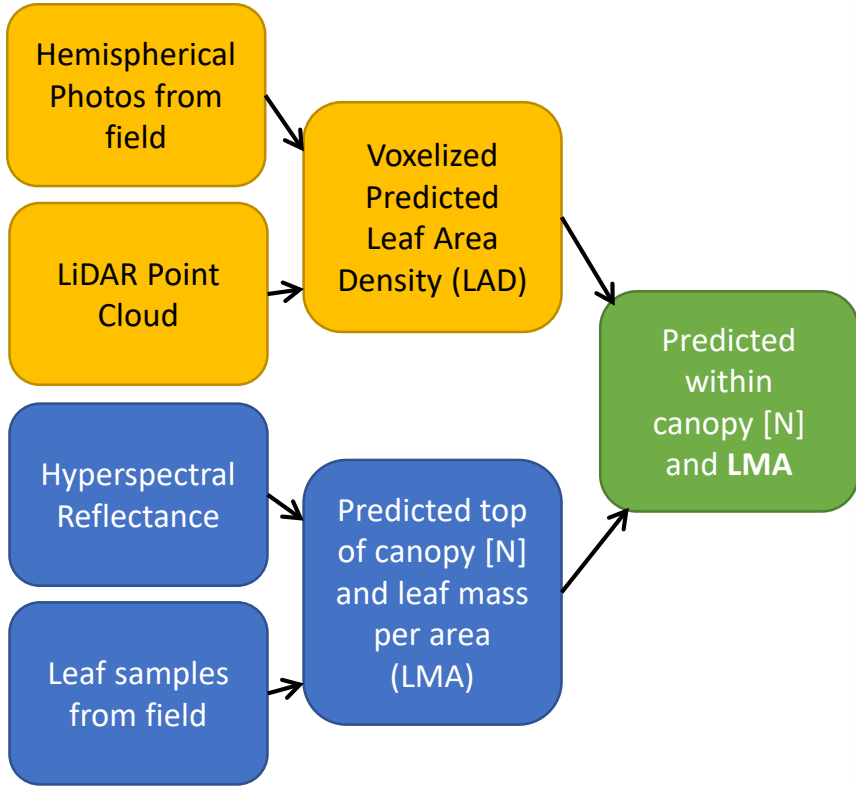 Hemispherical
Photos from
field
LiDAR Point
Cloud
Voxelized
Predicted
Leaf Area
Density (LAD)
Hyperspectral
Reflectance
Leaf samples
from field
Predicted top
of canopy [N]
and leaf mass
per area
(LMA)
Predicted
within
canopy [N]
and LMA